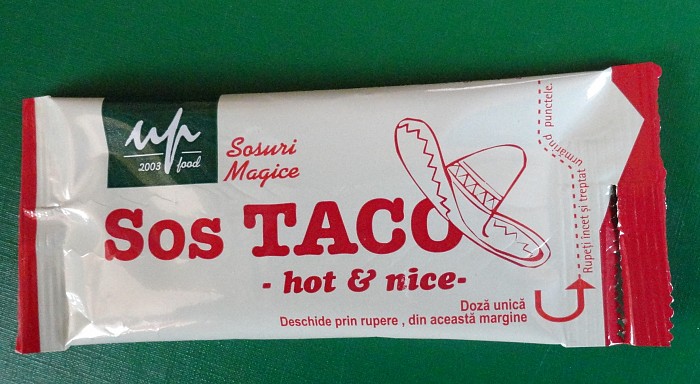 up
2003 food
Sosuri
Magice
Sos TACO
- hot & nice-
Doză unică
Deschide prin rupere , din această margine
Rupeți încet și treptat urmărind punctele.